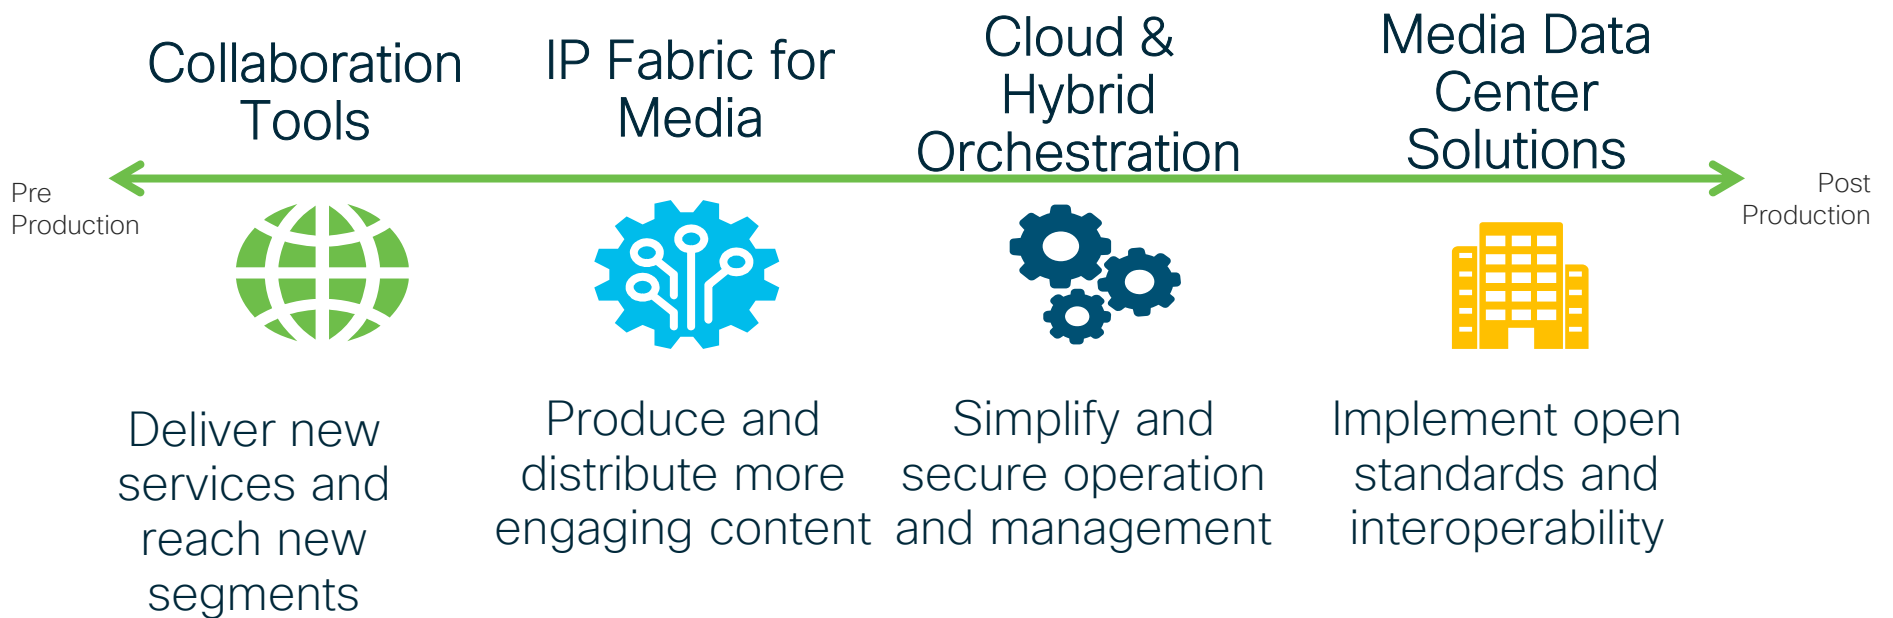 Collaboration
Tools
IP Fabric for
Media
Cloud &
Hybrid
Orchestration
Media Data
Center
Solutions
Pre
Production
Post
Production
Deliver new
services and
reach new
segments
Produce and
distribute more
engaging content
Simplify and
secure operation
and management
Implement open
standards and
interoperability